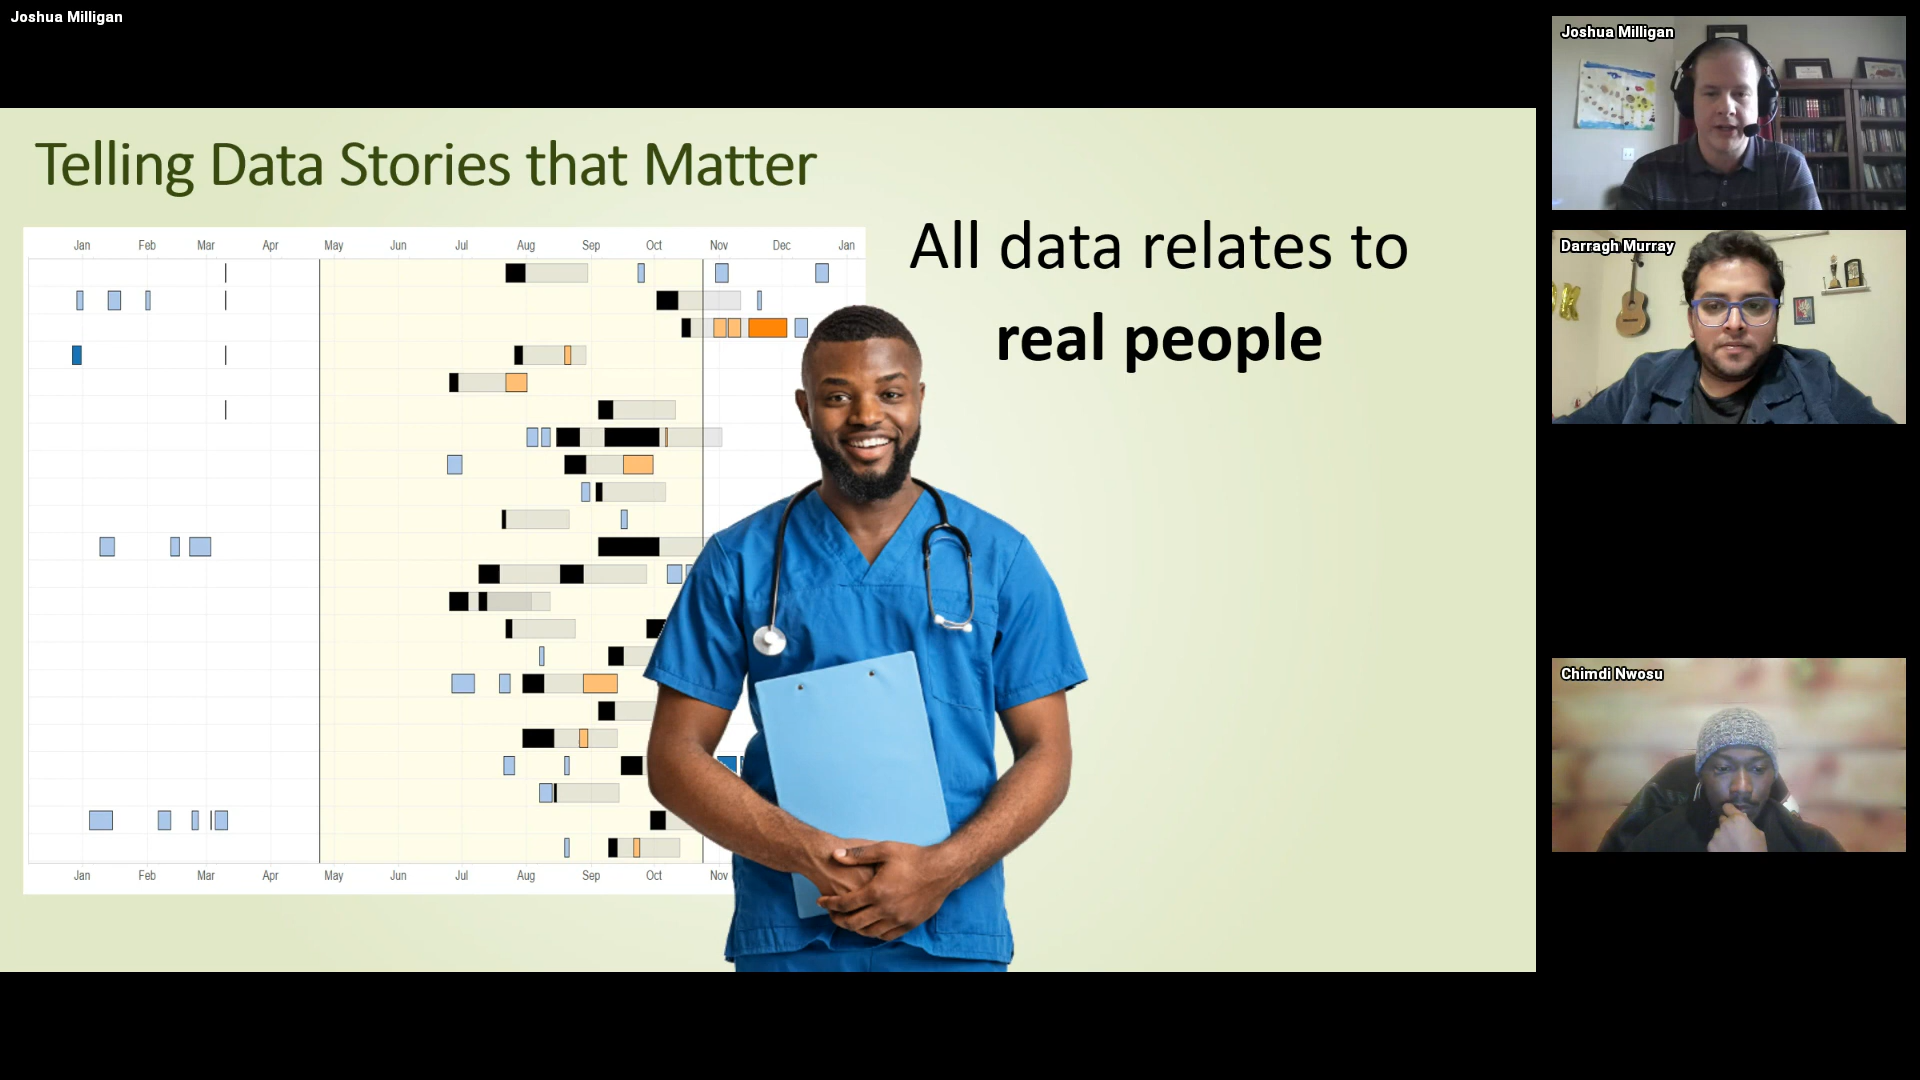 Joshua Milligan
Telling Data Stories that Matter
Jan Feb Mar Apr May Jun Jul Aug Sep Oct Nov Dec Jan
All data relates to
real people
Jan Feb Mar Apr May Jun Jul Aug Sep Oct Nov
Joshua Milligan
Darragh Murray
Chimdi Nwosu